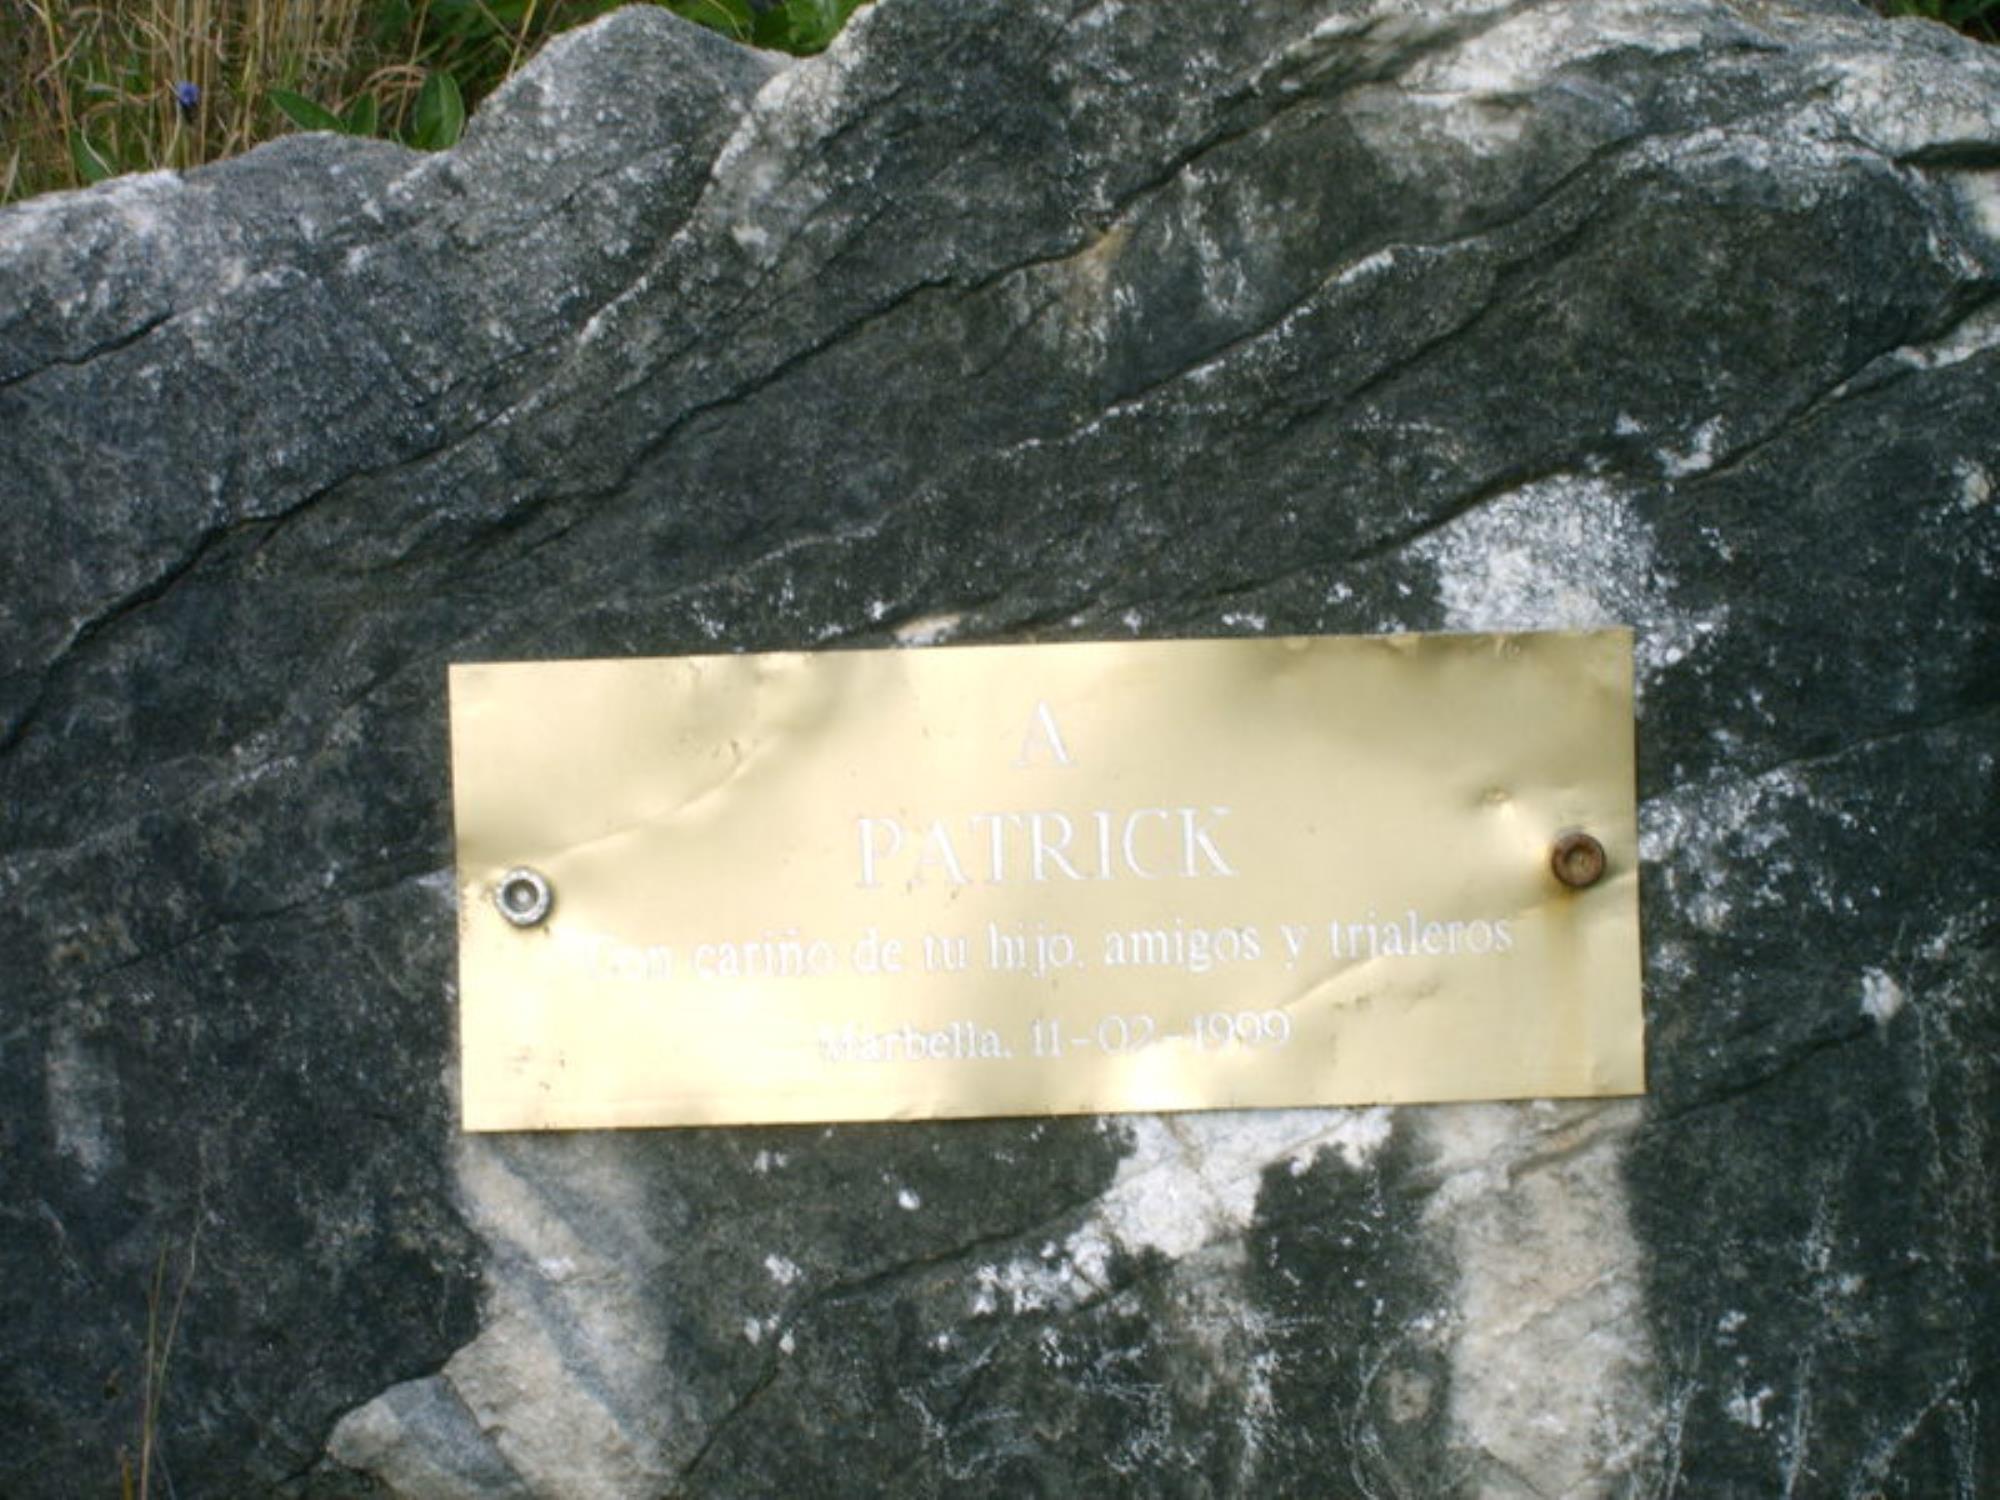 A
PATRICK
Con cariño de tu hijo, amigos y trialeros
Marbella, 11-02-1999